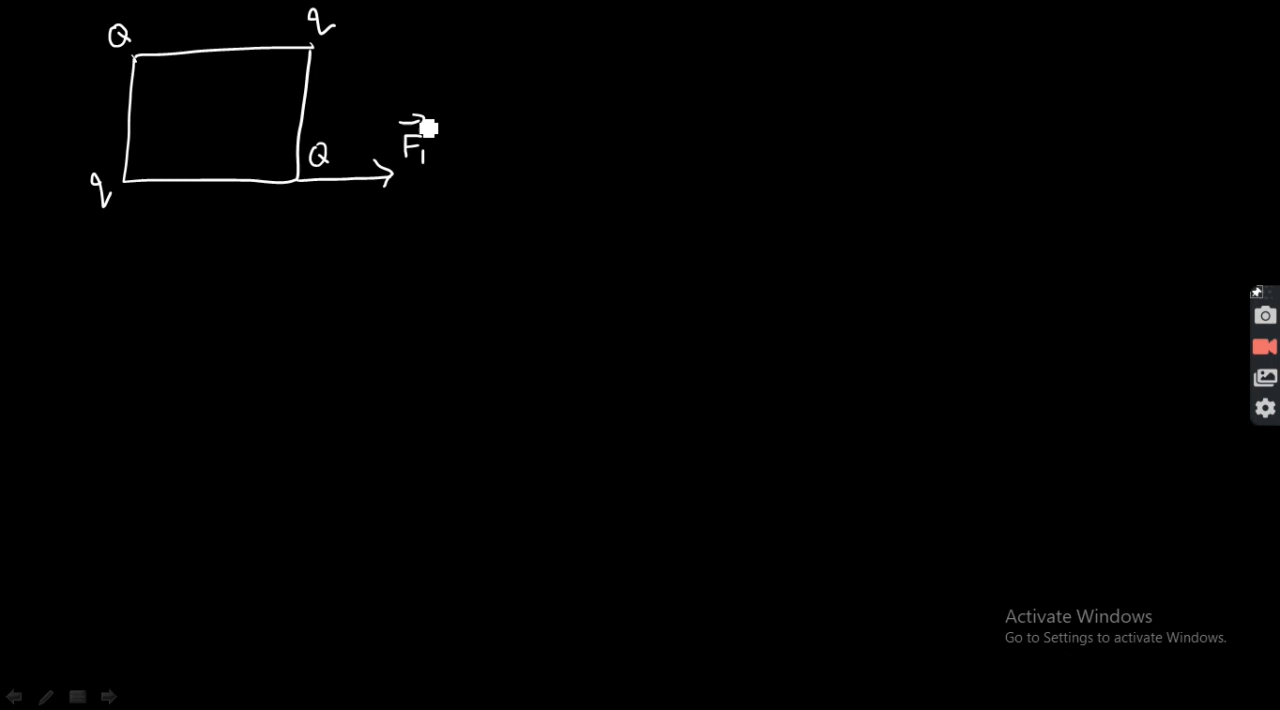 Q
q
F₁
Q
q
Activate Windows
Go to Settings to activate Windows.